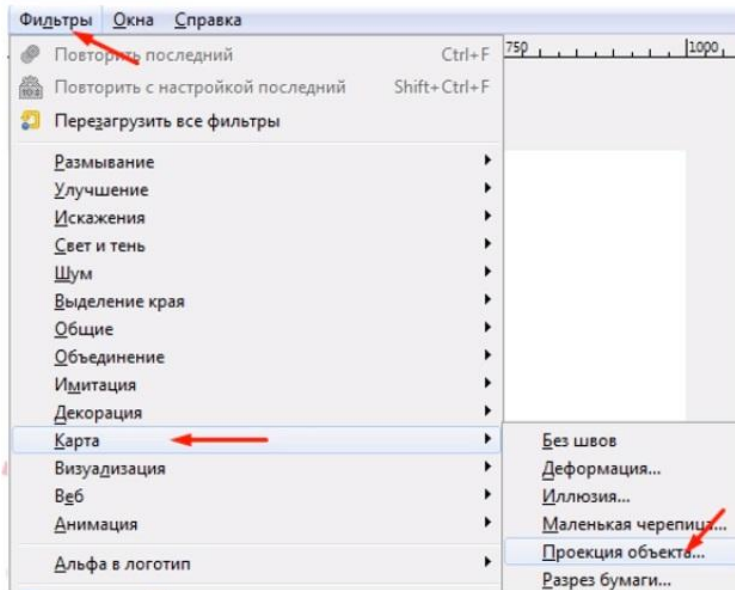 Фильтры Окна Справка
Повторить последний Ctrl+F
750 1000
Повторить с настройкой последний Shift+Ctrl+F
Перезагрузить все фильтры
Размывание
Улучшение
Искажения
Свет и тень
Шум
Выделение края
Общие
Объединение
Имитация
Декорация
Карта
Визуализация
Веб
Анимация
Альфа в логотип
Без швов
Деформация...
Иллюзия...
Маленькая черепица...
Проекция объекта...
Разрез бумаги...